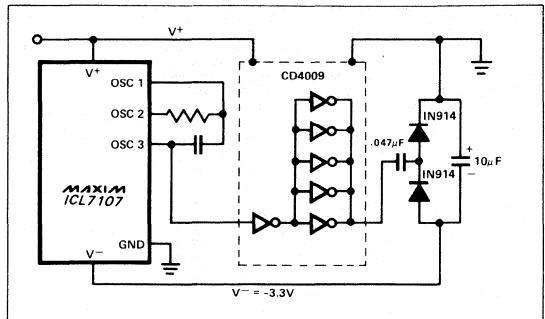 V+
V+
CD4009
OSC 1
OSC 2
OSC 3
IN914
.047µF
+
10µF
−
IN914
MAXIM
ICL7107
GND
V−
V− = -3.3V